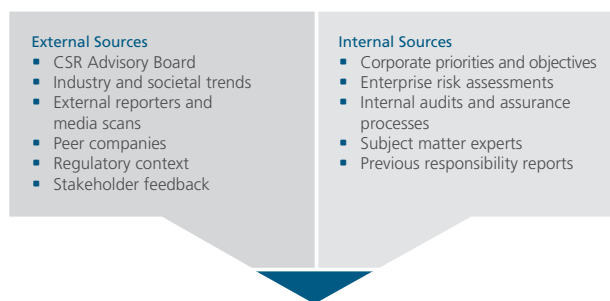 External Sources
▪ CSR Advisory Board
▪ Industry and societal trends
▪ External reporters and
media scans
▪ Peer companies
▪ Regulatory context
▪ Stakeholder feedback
Internal Sources
▪ Corporate priorities and objectives
▪ Enterprise risk assessments
▪ Internal audits and assurance
processes
▪ Subject matter experts
▪ Previous responsibility reports